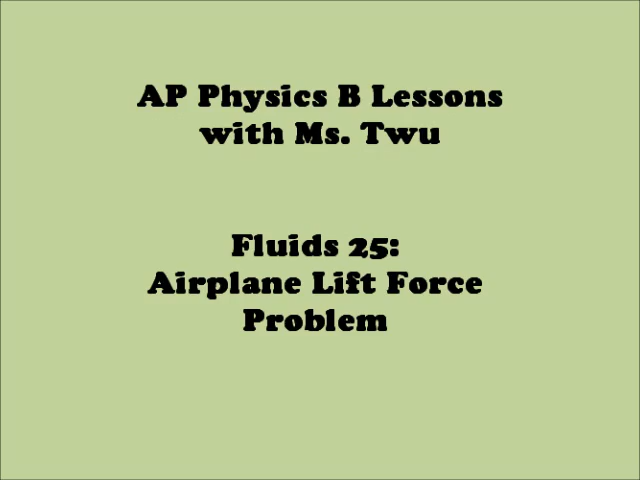 AP Physics B Lessons
with Ms. Twu
Fluids 25:
Airplane Lift Force
Problem